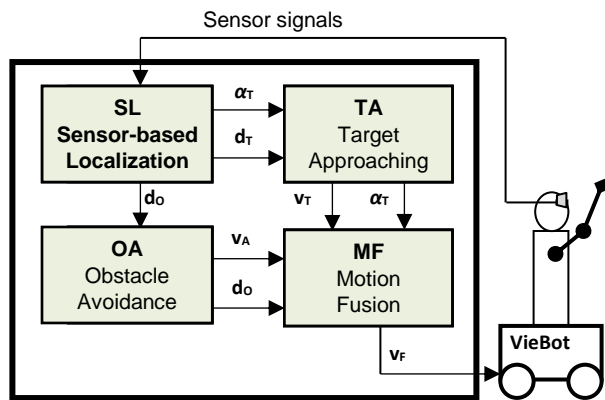 Sensor signals
SL
Sensor-based
Localization
αT
dT
TA
Target
Approaching
dO
vT
αT
OA
Obstacle
Avoidance
vA
dO
MF
Motion
Fusion
VieBot
vF